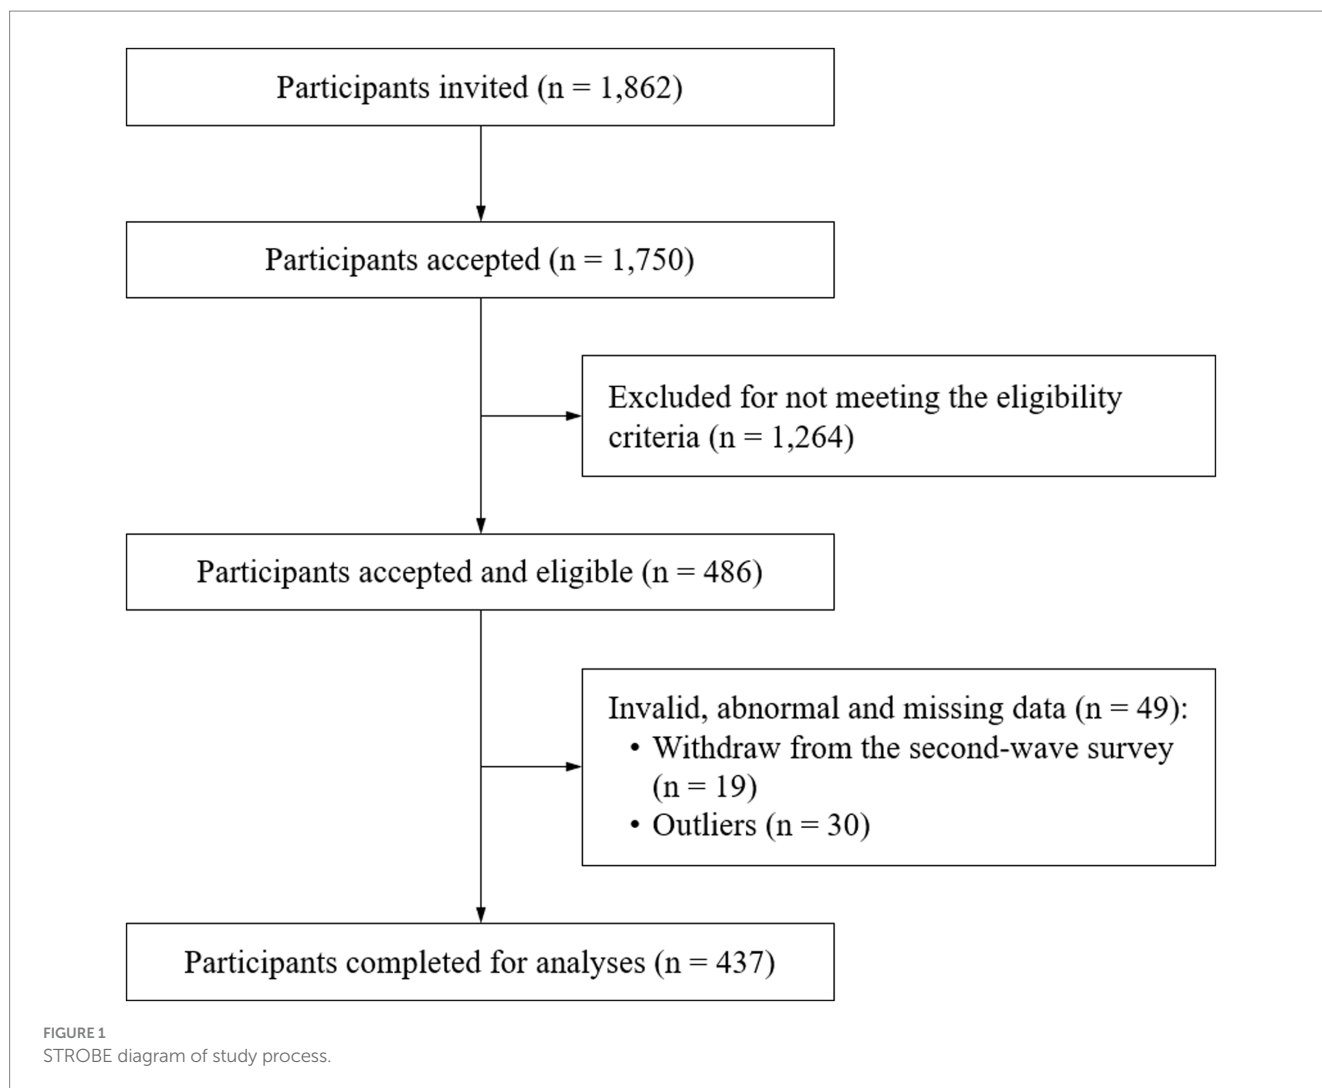 Participants invited (n = 1,862)
Participants accepted (n = 1,750)
Excluded for not meeting the eligibility
criteria (n = 1,264)
Participants accepted and eligible (n = 486)
Invalid, abnormal and missing data (n = 49):
• Withdraw from the second-wave survey
(n = 19)
• Outliers (n = 30)
Participants completed for analyses (n = 437)
FIGURE 1
STROBE diagram of study process.